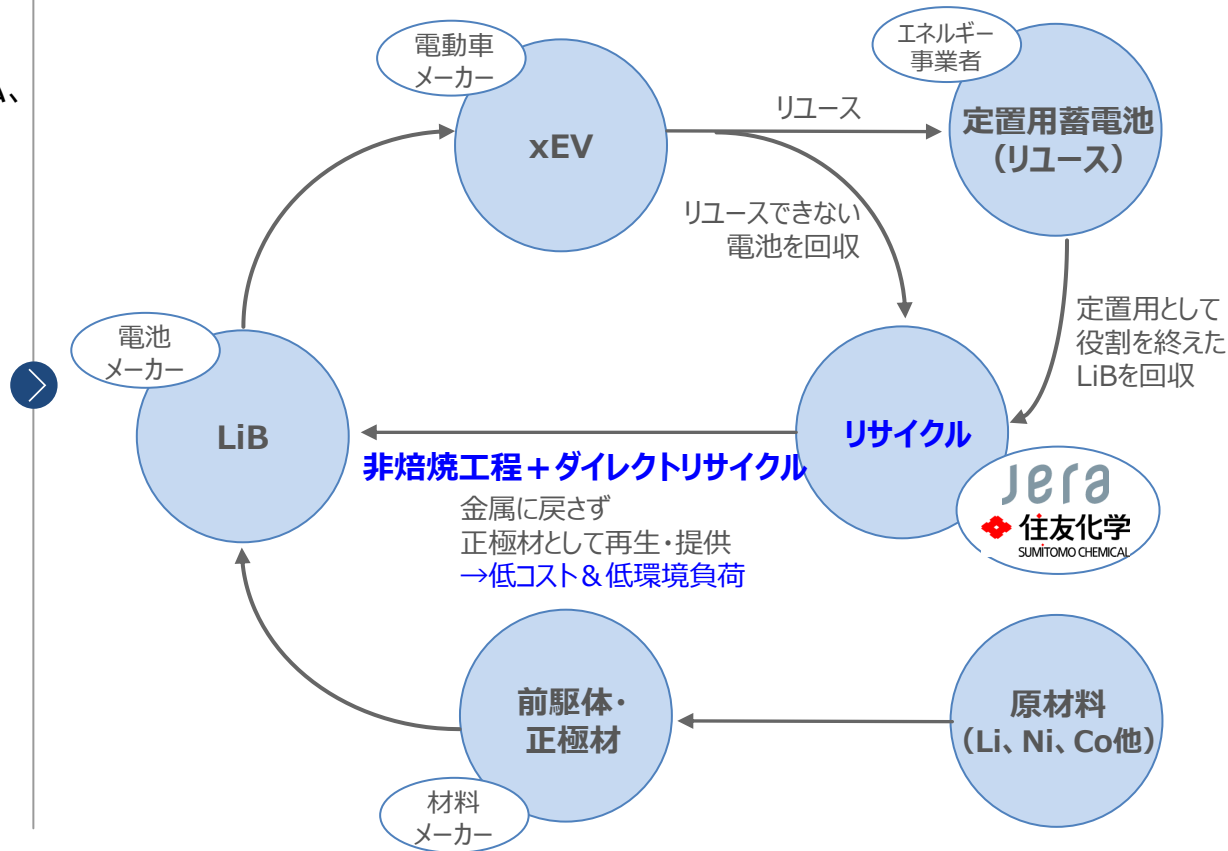 A、
電動車
メーカー
xEV
エネルギー
事業者
定置用蓄電池
(リユース)
リユース
リユースできない
電池を回収
定置用として
役割を終えた
LiBを回収
電池
メーカー
LiB
リサイクル
jera
住友化学
SUMITOMO CHEMICAL
非焙焼工程+ダイレクトリサイクル
金属に戻さず
正極材として再生・提供
→低コスト&低環境負荷
前駆体・
正極材
材料
メーカー
原材料
(Li、Ni、Co他)